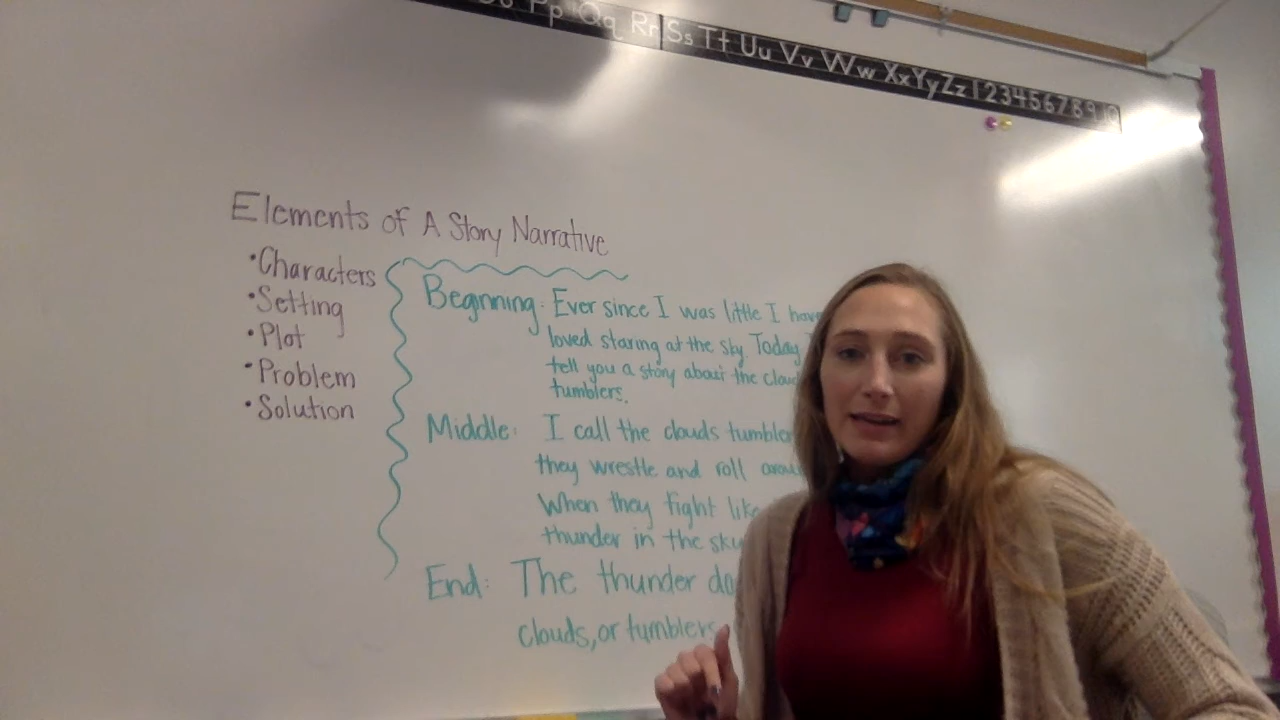 Pp Qq Rr Ss Tt Uu Vv Ww Xx Yy Zz 1 2 3 4 5 6 7 8 9 10
Elements of A Story Narrative
•Characters
•Setting
•Plot
•Problem
•Solution
Beginning: Ever since I was little I have
loved staring at the sky. Today
tell you a story about the
tumblers.
Middle: I call the clouds
they wrestle and roll
When they fight like
thunder in the sky
End: The thunder
clouds, or tumblers